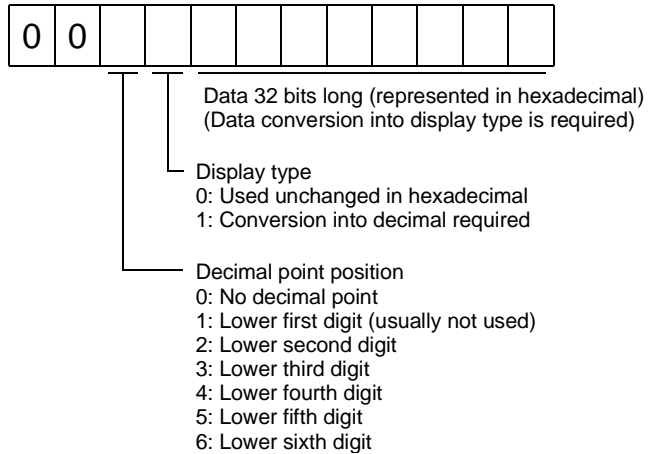 0 0
Data 32 bits long (represented in hexadecimal)
(Data conversion into display type is required)
Display type
0: Used unchanged in hexadecimal
1: Conversion into decimal required
Decimal point position
0: No decimal point
1: Lower first digit (usually not used)
2: Lower second digit
3: Lower third digit
4: Lower fourth digit
5: Lower fifth digit
6: Lower sixth digit